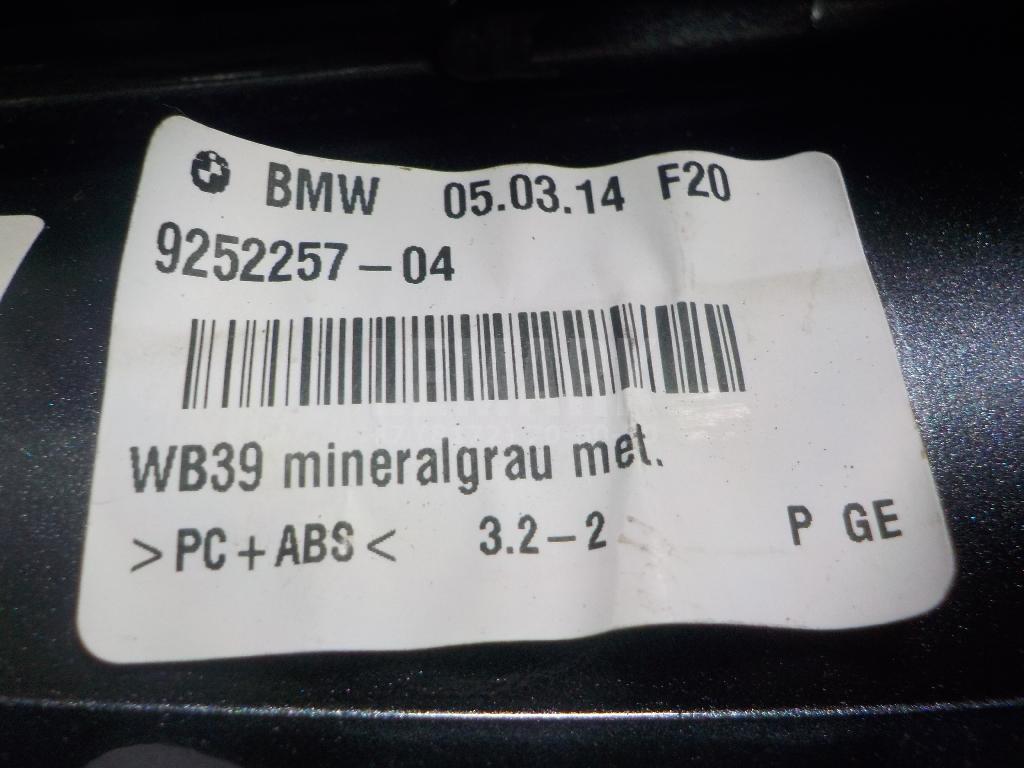 BMW 05.03.14 F20
9252257-04
WB39 mineralgrau met.
>PC+ABS< 3.2-2 P GE